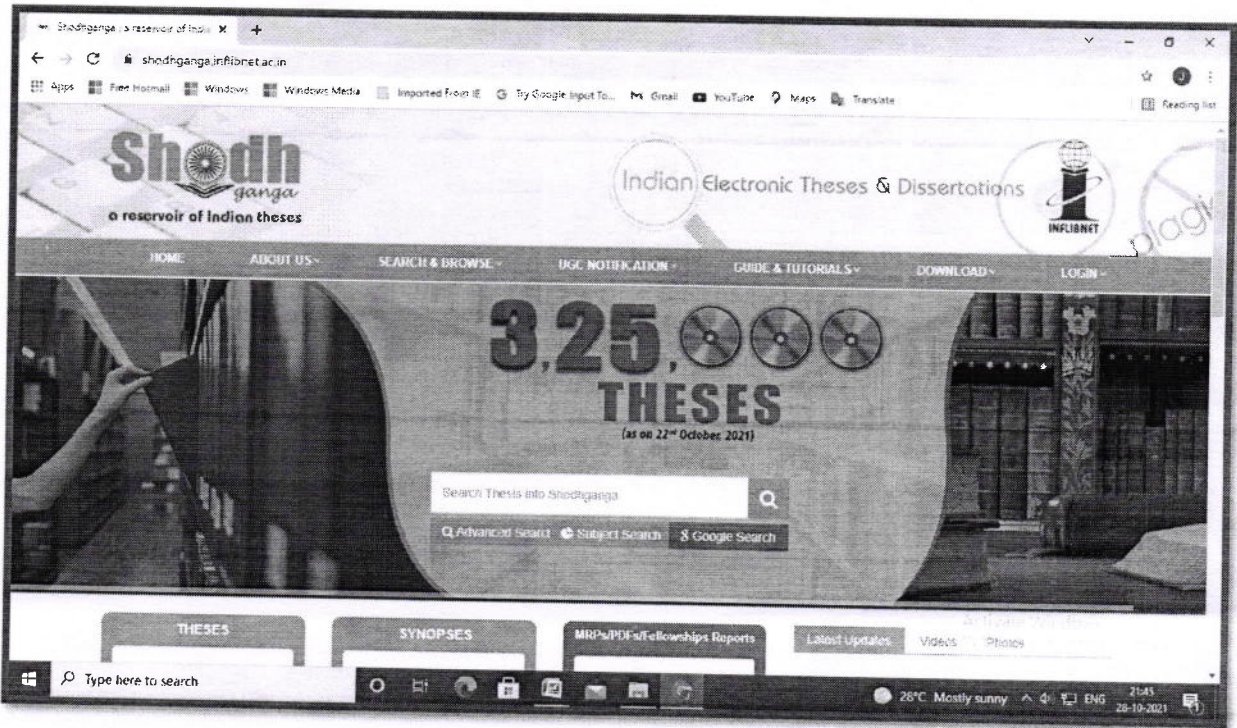 Shodhganga : a reservoir of India
shodhganga.inflibnet.ac.in
Apps Free Hotmail Windows Windows Media Imported From IE Try Google Input To... Gmail YouTube Maps Translate Reading list
Shodh
ganga
a reservoir of Indian theses
Indian Electronic Theses & Dissertations
INFLIBNET
plagi
HOME ABOUT US SEARCH & BROWSE UGC NOTIFICATION GUIDE & TUTORIALS DOWNLOAD LOGIN
3,25,000
THESES
(as on 22nd October, 2021)
Search Thesis into Shodhganga
Advanced Search Subject Search Google Search
THESES SYNOPSES MRPs/PDFs/Fellowships Reports Latest Updates Videos Photos
Type here to search
28°C Mostly sunny ENG
21:45
28-10-2021